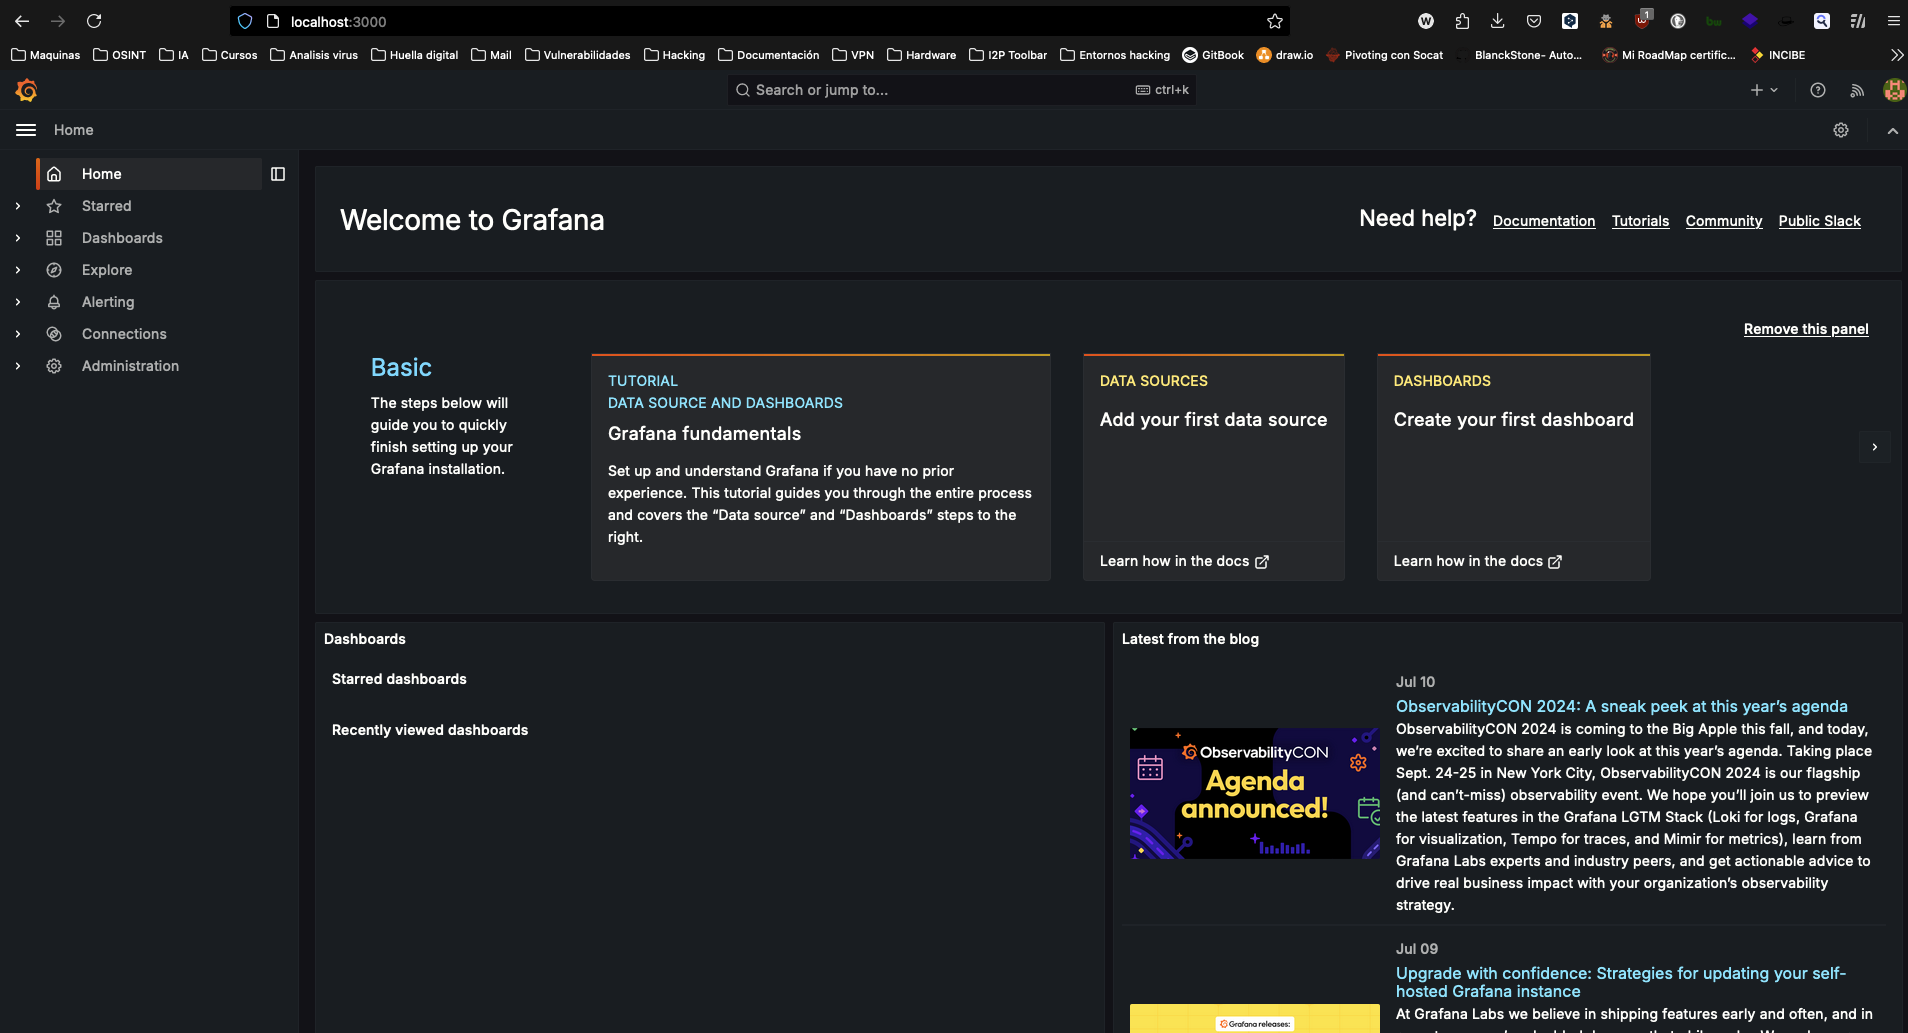 localhost:3000
1
Maquinas OSINT IA Cursos Analisis virus Huella digital Mail Vulnerabilidades Hacking Documentación VPN Hardware I2P Toolbar Entornos hacking GitBook draw.io Pivoting con Socat BlanckStone- Auto... Mi RoadMap certific... INCIBE
Search or jump to... ctrl+k
Home
Home
Starred
Dashboards
Explore
Alerting
Connections
Administration
Welcome to Grafana
Need help? Documentation Tutorials Community Public Slack
Remove this panel
Basic
The steps below will
guide you to quickly
finish setting up your
Grafana installation.
TUTORIAL
DATA SOURCE AND DASHBOARDS
Grafana fundamentals
Set up and understand Grafana if you have no prior
experience. This tutorial guides you through the entire process
and covers the “Data source” and “Dashboards” steps to the
right.
DATA SOURCES
Add your first data source
Learn how in the docs
DASHBOARDS
Create your first dashboard
Learn how in the docs
Dashboards
Starred dashboards
Recently viewed dashboards
Latest from the blog
ObservabilityCON
Agenda
announced!
Jul 10
ObservabilityCON 2024: A sneak peek at this year’s agenda
ObservabilityCON 2024 is coming to the Big Apple this fall, and today,
we’re excited to share an early look at this year’s agenda. Taking place
Sept. 24-25 in New York City, ObservabilityCON 2024 is our flagship
(and can’t-miss) observability event. We hope you’ll join us to preview
the latest features in the Grafana LGTM Stack (Loki for logs, Grafana
for visualization, Tempo for traces, and Mimir for metrics), learn from
Grafana Labs experts and industry peers, and get actionable advice to
drive real business impact with your organization’s observability
strategy.
Grafana releases:
Jul 09
Upgrade with confidence: Strategies for updating your self-
hosted Grafana instance
At Grafana Labs we believe in shipping features early and often, and in